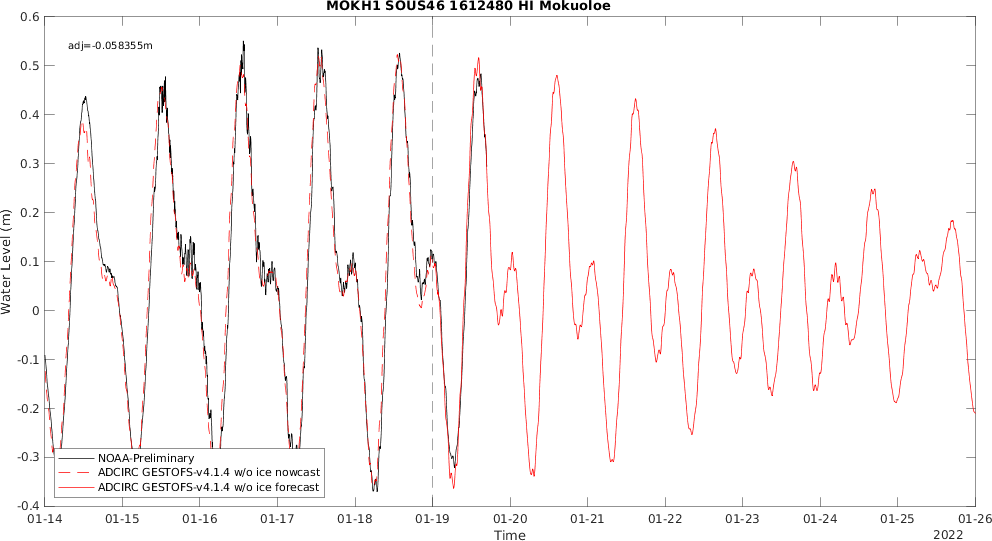 MOKH1 SOUS46 1612480 HI Mokuoloe
adj=-0.058355m
Water Level (m)
0.6
0.5
0.4
0.3
0.2
0.1
0
-0.1
-0.2
-0.3
-0.4
NOAA-Preliminary
ADCIRC GESTOFS-v4.1.4 w/o ice nowcast
ADCIRC GESTOFS-v4.1.4 w/o ice forecast
01-14 01-15 01-16 01-17 01-18 01-19 01-20 01-21 01-22 01-23 01-24 01-25 01-26
Time
2022